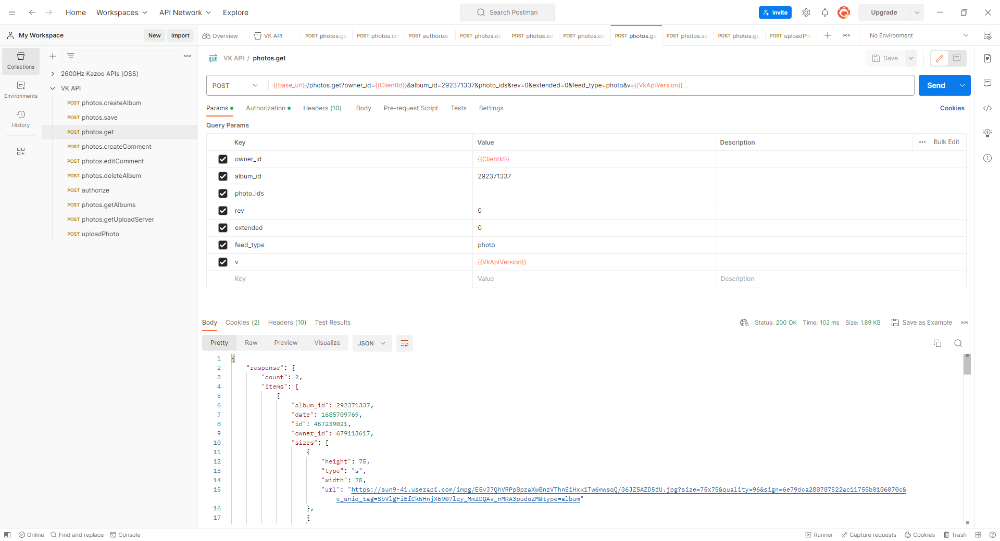 Home
Workspaces
API Network
Explore
Search Postman
Invite
Upgrade
My Workspace
New
Import
Overview
VK API
POST photos.ge
POST photos.cre
POST authorize
POST photos.de
POST photos.ed
POST photos.cre
POST photos.ge
POST photos.sa
POST photos.ge
POST uploadPho
No Environment
Collections
Environments
History
2600Hz Kazoo APIs (OSS)
VK API
POST photos.createAlbum
POST photos.save
POST photos.get
POST photos.createComment
POST photos.editComment
POST photos.deleteAlbum
POST authorize
POST photos.getAlbums
POST photos.getUploadServer
POST uploadPhoto
HTTP VK API / photos.get
Save
POST {{base_url}}/photos.get?owner_id={{ClientId}}&album_id=292371337&photo_ids&rev=0&extended=0&feed_type=photo&v={{VkApiVersion}} ...
Send
Params Authorization Headers (10) Body Pre-request Script Tests Settings Cookies
Query Params
Key Value Description Bulk Edit
owner_id {{ClientId}}
album_id 292371337
photo_ids
rev 0
extended 0
feed_type photo
v {{VkApiVersion}}
Key Value Description
Body Cookies (2) Headers (10) Test Results Status: 200 OK Time: 102 ms Size: 1.89 KB Save as Example
Pretty Raw Preview Visualize JSON
1 {
2 "response": {
3 "count": 2,
4 "items": [
5 {
6 "album_id": 292371337,
7 "date": 1685709769,
8 "id": 457239021,
9 "owner_id": 679113617,
10 "sizes": [
11 {
12 "height": 75,
13 "type": "s",
14 "width": 75,
15 "url": "https://sun9-41.userapi.com/impg/E5vJ7QhVRPp8pzaXwBnzVThn5iHxkiTw6mwsqQ/36JZ5AZD5fU.jpg?size=75x75&quality=96&sign=6e79dca288787522ac11755b0106070c&
c_uniq_tag=SbVlgFiEfCkWHnjX6907lqy_MmZDQAv_nMRA3pudoZM&type=album"
16 },
17 {
Online Find and replace Console Runner Capture requests Cookies Trash